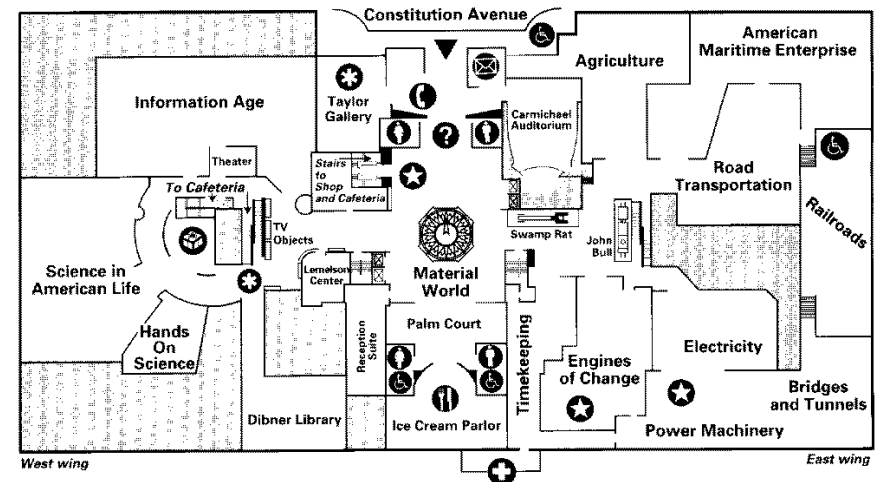 Constitution Avenue
American
Maritime Enterprise
Agriculture
Information Age
Taylor
Gallery
?
Carmichael
Auditorium
Theater
Stairs
to
Shop
and Cafeteria
To Cafeteria
Road
Transportation
Railroads
TV
Objects
Swamp Rat
John
Bull
Science in
American Life
Lemelson
Center
Material
World
Hands
On
Science
Reception
Suite
Palm Court
Timekeeping
Engines
of Change
Electricity
Bridges
and Tunnels
Dibner Library
Ice Cream Parlor
Power Machinery
West wing
East wing